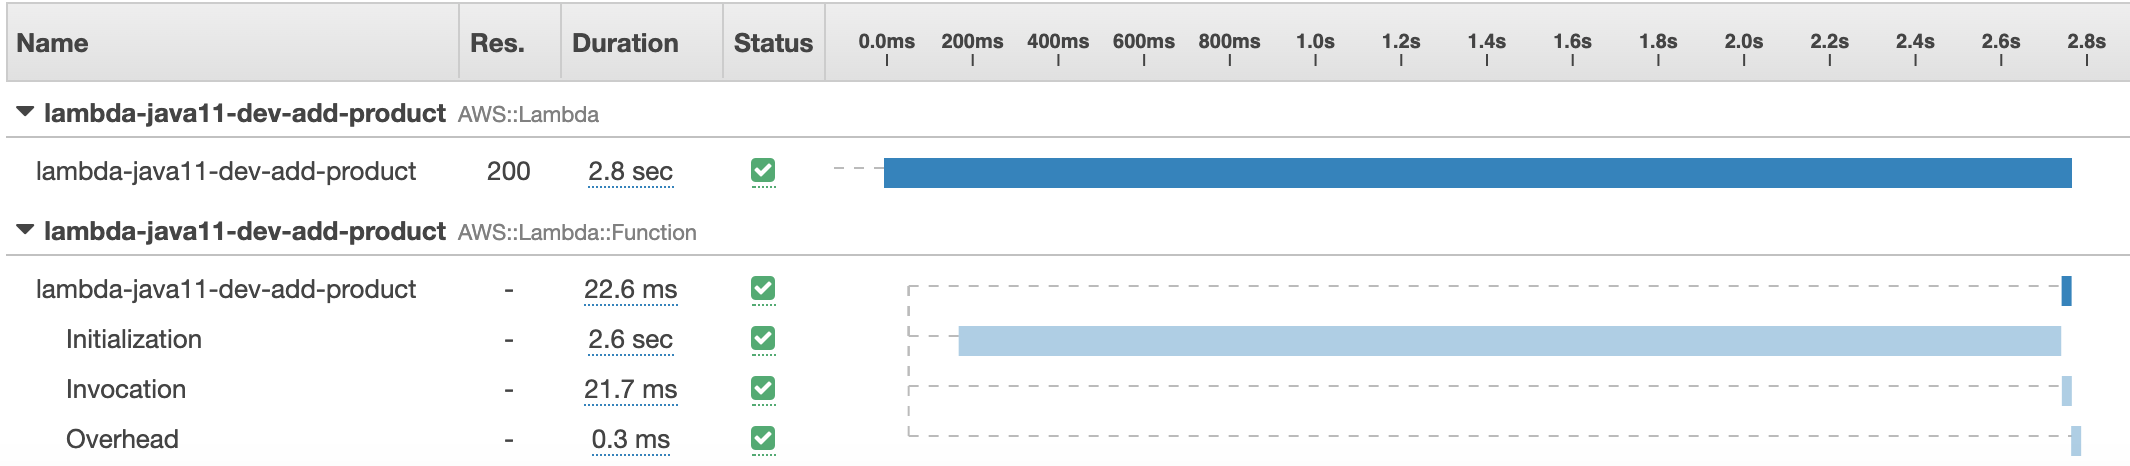 Name Res. Duration Status 0.0ms 200ms 400ms 600ms 800ms 1.0s 1.2s 1.4s 1.6s 1.8s 2.0s 2.2s 2.4s 2.6s 2.8s
lambda-java11-dev-add-product AWS::Lambda
lambda-java11-dev-add-product 200 2.8 sec
lambda-java11-dev-add-product AWS::Lambda::Function
lambda-java11-dev-add-product - 22.6 ms
Initialization - 2.6 sec
Invocation - 21.7 ms
Overhead - 0.3 ms